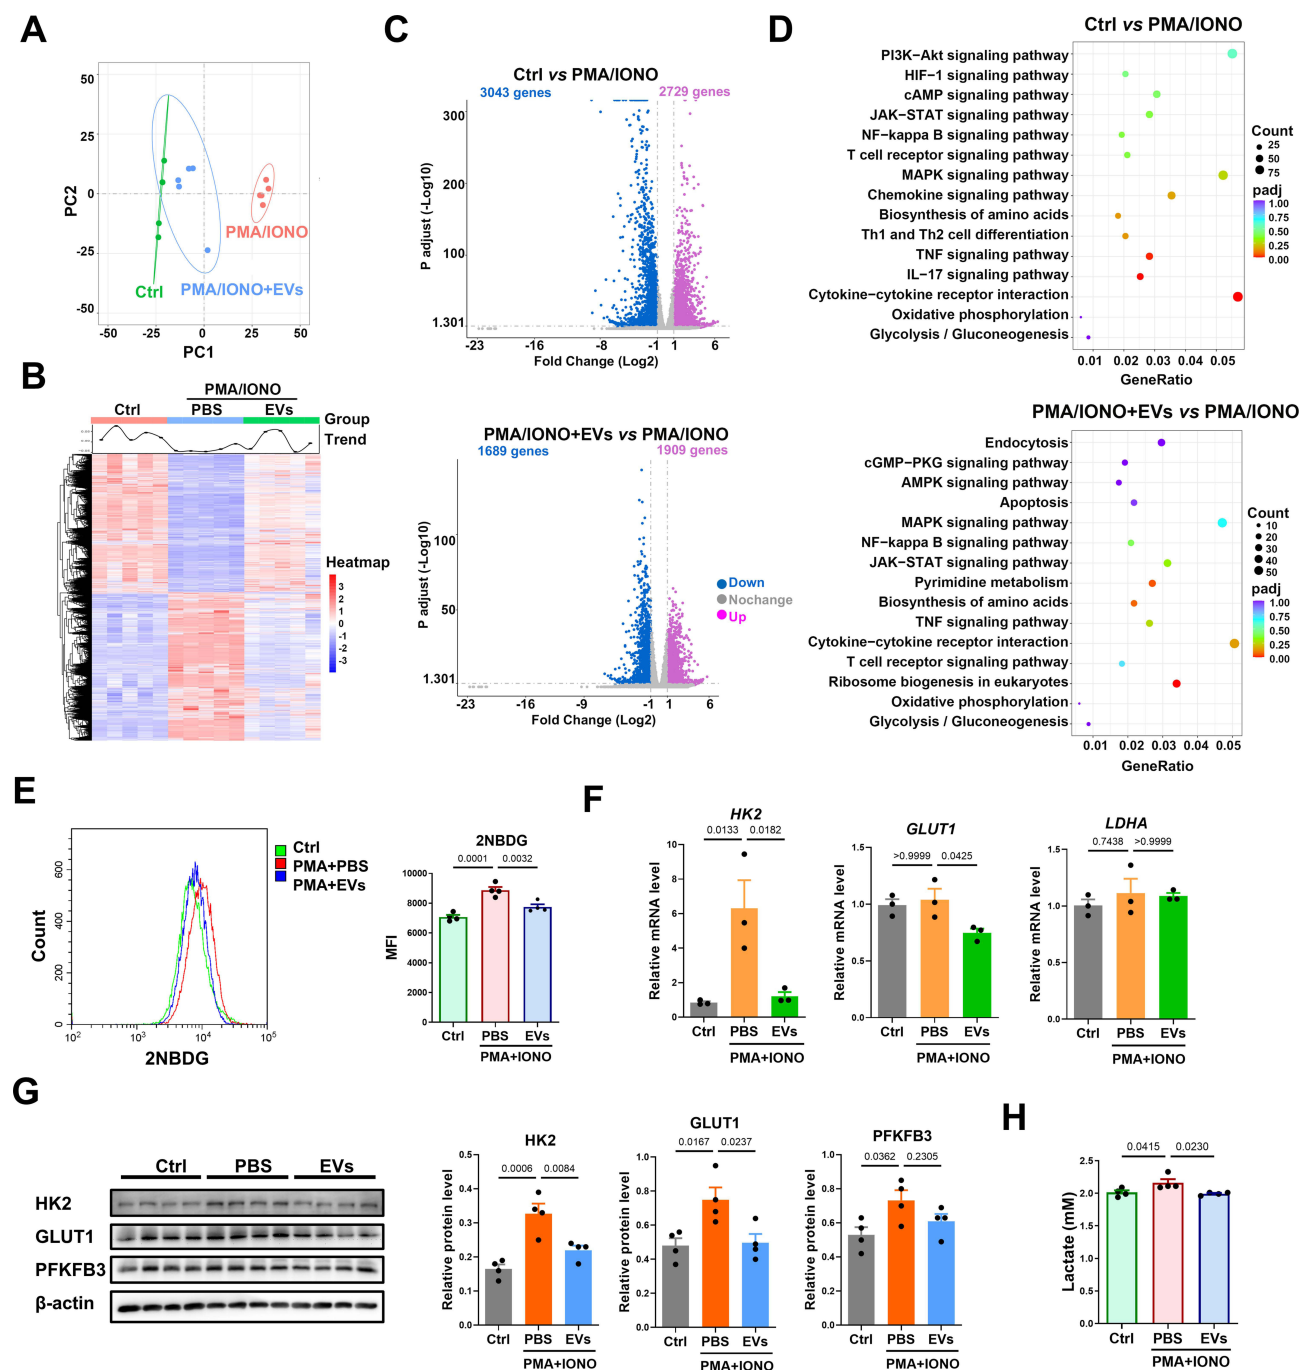 A
50
25
0
-25
-50
PC2
-50
-25
0
25
50
PC1
PMA/IONO
PMA/IONO+EVs
Ctrl
B
PMA/IONO
Ctrl
PBS
EVs
Group
Trend
Heatmap
3
2
1
0
-1
-2
-3
C
Ctrl vs PMA/IONO
3043 genes
2729 genes
300
200
100
1.301
P adjust (-Log10)
-23
-16
-8
-1
1
6
Fold Change (Log2)
PMA/IONO+EVs vs PMA/IONO
1689 genes
1909 genes
100
50
1.301
P adjust (-Log10)
Down
Nochange
Up
-23
-16
-8
-1
1
6
Fold Change (Log2)
D
Ctrl vs PMA/IONO
PI3K−Akt signaling pathway
HIF−1 signaling pathway
cAMP signaling pathway
JAK−STAT signaling pathway
NF−kappa B signaling pathway
T cell receptor signaling pathway
MAPK signaling pathway
Chemokine signaling pathway
Biosynthesis of amino acids
Th1 and Th2 cell differentiation
TNF signaling pathway
IL−17 signaling pathway
Cytokine−cytokine receptor interaction
Oxidative phosphorylation
Glycolysis / Gluconeogenesis
0.01
0.02
0.03
0.04
0.05
GeneRatio
Count
25
50
75
padj
1.00
0.75
0.50
0.25
0.00
PMA/IONO+EVs vs PMA/IONO
Endocytosis
cGMP−PKG signaling pathway
AMPK signaling pathway
Apoptosis
MAPK signaling pathway
NF−kappa B signaling pathway
JAK−STAT signaling pathway
Pyrimidine metabolism
Biosynthesis of amino acids
TNF signaling pathway
Cytokine−cytokine receptor interaction
T cell receptor signaling pathway
Ribosome biogenesis in eukaryotes
Oxidative phosphorylation
Glycolysis / Gluconeogenesis
0.01
0.02
0.03
0.04
0.05
GeneRatio
Count
10
20
30
40
50
padj
1.00
0.75
0.50
0.25
0.00
E
600
400
200
0
Count
10²
10³
10⁴
10⁵
2NBDG
Ctrl
PMA+PBS
PMA+EVs
2NBDG
0.0001
0.0032
10000
8000
6000
4000
2000
0
MFI
Ctrl
PBS
EVs
PMA+IONO
F
HK2
0.0133
0.0182
10
8
6
4
2
0
Relative mRNA level
Ctrl
PBS
EVs
PMA+IONO
GLUT1
>0.9999
0.0425
1.5
1.0
0.5
0.0
Relative mRNA level
Ctrl
PBS
EVs
PMA+IONO
LDHA
0.7438
>0.9999
1.5
1.0
0.5
0.0
Relative mRNA level
Ctrl
PBS
EVs
PMA+IONO
G
Ctrl
PBS
EVs
HK2
GLUT1
PFKFB3
β-actin
HK2
0.0006
0.0084
0.5
0.4
0.3
0.2
0.1
0.0
Relative protein level
Ctrl
PBS
EVs
PMA+IONO
GLUT1
0.0167
0.0237
1.0
0.8
0.6
0.4
0.2
0.0
Relative protein level
Ctrl
PBS
EVs
PMA+IONO
PFKFB3
0.0362
0.2305
1.0
0.8
0.6
0.4
0.2
0.0
Relative protein level
Ctrl
PBS
EVs
PMA+IONO
H
0.0415
0.0230
2.5
2.0
1.5
1.0
0.5
0.0
Lactate (mM)
Ctrl
PBS
EVs
PMA+IONO